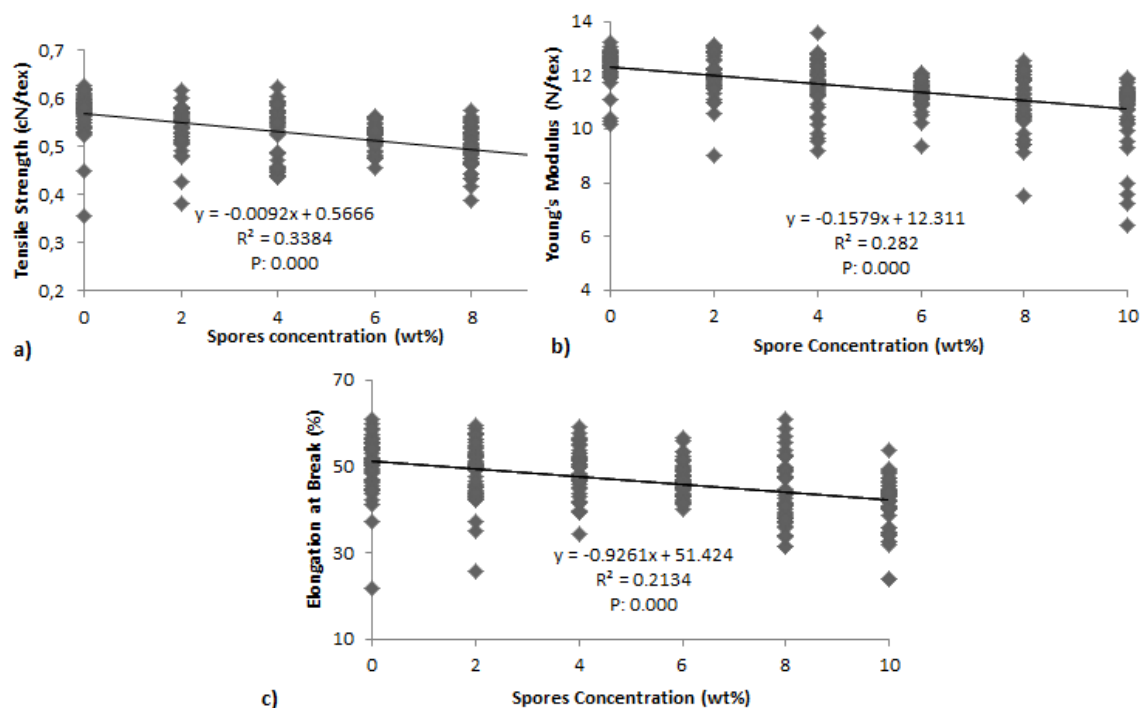 0,7
0,6
0,5
0,4
0,3
0,2
Tensile Strength (cN/tex)
y = -0.0092x + 0.5666
R² = 0.3384
P: 0.000
0 2 4 6 8
Spores concentration (wt%)
a)
14
12
10
8
6
4
Young's Modulus (N/tex)
y = -0.1579x + 12.311
R² = 0.282
P: 0.000
0 2 4 6 8 10
Spore Concentration (wt%)
b)
70
50
30
10
Elongation at Break (%)
y = -0.9261x + 51.424
R² = 0.2134
P: 0.000
0 2 4 6 8 10
Spores Concentration (wt%)
c)